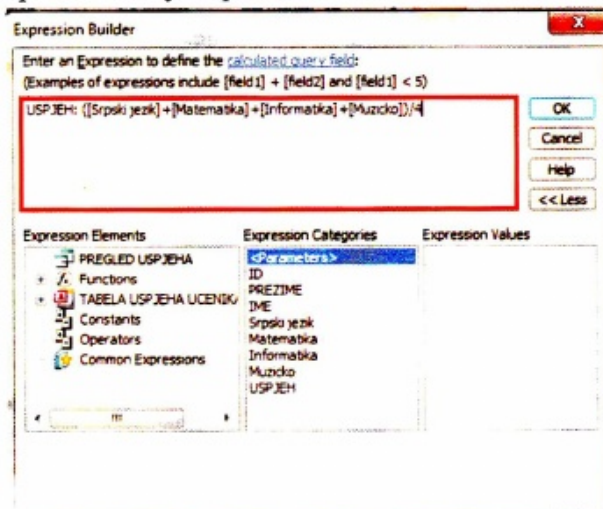 Expression Builder
Enter an Expression to define the calculated query field:
(Examples of expressions include [field1] + [field2] and [field1] < 5)
USPJEH: ([Srpski jezik]+[Matematika]+[Informatika]+[Muzicko])/4
OK
Cancel
Help
<< Less
Expression Elements
Expression Categories
Expression Values
PREGLED USPJEHA
Functions
TABELA USPJEHA UCENIKA
Constants
Operators
Common Expressions
<Parameters>
ID
PREZIME
IME
Srpski jezik
Matematika
Informatika
Muzicko
USPJEH